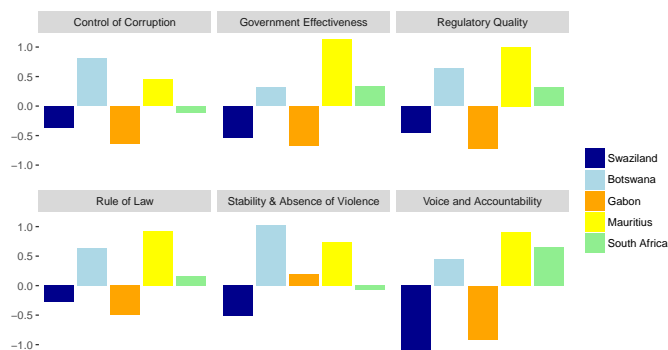 Control of Corruption
Government Effectiveness
Regulatory Quality
1.0
0.5
0.0
−0.5
−1.0
Rule of Law
Stability & Absence of Violence
Voice and Accountability
1.0
0.5
0.0
−0.5
−1.0
Swaziland
Botswana
Gabon
Mauritius
South Africa